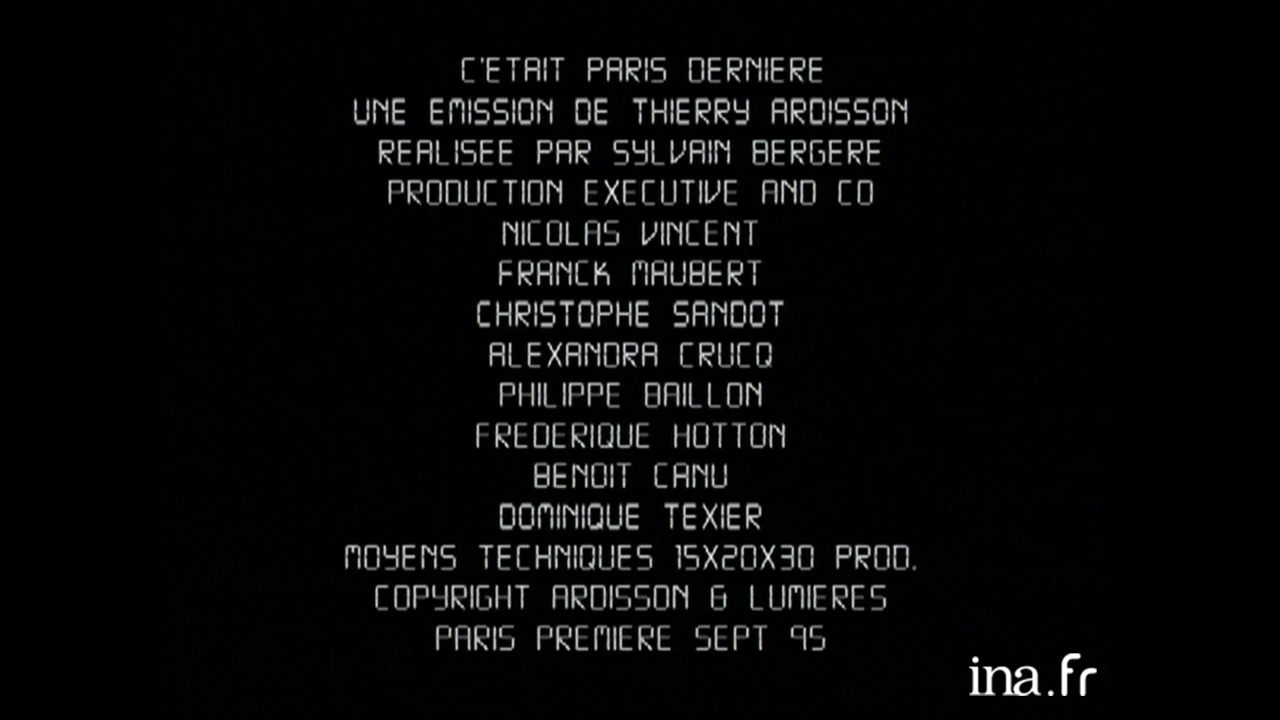 C'ETAIT PARIS DERNIERE
UNE EMISSION DE THIERRY ARDISSON
REALISEE PAR SYLVAIN BERGERE
PRODUCTION EXECUTIVE AND CO
NICOLAS VINCENT
FRANCK MAUBERT
CHRISTOPHE SANDOT
ALEXANDRA CRUCQ
PHILIPPE BAILLON
FREDERIQUE HOTTON
BENOIT CANU
DOMINIQUE TEXIER
MOYENS TECHNIQUES 15X20X30 PROD.
COPYRIGHT ARDISSON & LUMIERES
PARIS PREMIERE SEPT 95
ina.fr